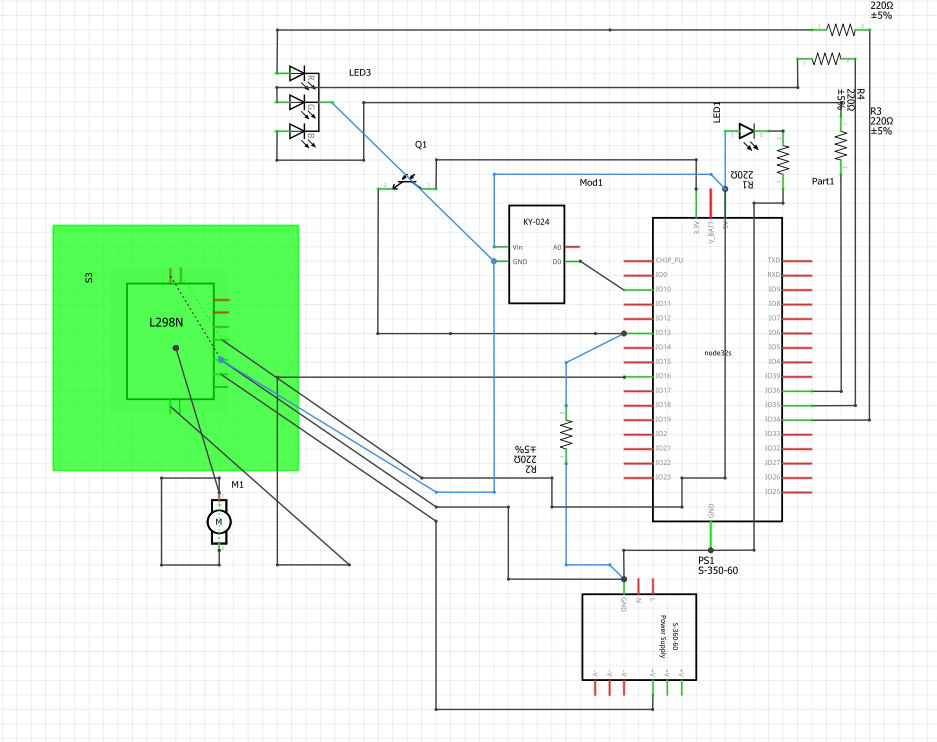 220Ω
±5%
LED3
R
G
B
R4
220Ω
±5%
R3
220Ω
±5%
LED1
Q1
R1
220Ω
Part1
Mod1
KY-024
Vin
GND
A0
D0
3.3V
V_BATT
S3
L298N
CHIP_PU
IO0
IO10
IO11
IO12
IO13
IO14
IO15
IO16
IO17
IO18
IO19
IO2
IO21
IO22
IO23
node32s
TXD
RXD
IO9
IO8
IO7
IO6
IO5
IO4
IO39
IO36
IO35
IO34
IO33
IO32
IO27
IO26
IO25
GND
R2
220Ω
±5%
M1
M
PS1
S-350-60
GND
N
L
S-360-60
Power Supply
-V
-V
-V
+V
+V
+V